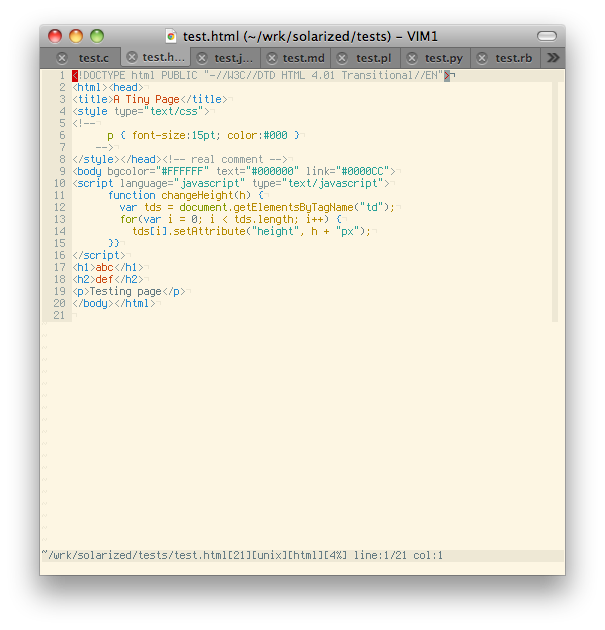 test.html (~/wrk/solarized/tests) – VIM1
test.c test.h... test.j... test.md test.pl test.py test.rb »
1 <!DOCTYPE html PUBLIC "-//W3C//DTD HTML 4.01 Transitional//EN">¬
2 <html><head>¬
3 <title>A Tiny Page</title>¬
4 <style type="text/css">¬
5 <!--¬
6 p { font-size:15pt; color:#000 }¬
7 -->¬
8 </style></head><!-- real comment -->¬
9 <body bgcolor="#FFFFFF" text="#000000" link="#0000CC">¬
10 <script language="javascript" type="text/javascript">¬
11 function changeHeight(h) {¬
12 var tds = document.getElementsByTagName("td");¬
13 for(var i = 0; i < tds.length; i++) {¬
14 tds[i].setAttribute("height", h + "px");¬
15 }}¬
16 </script>¬
17 <h1>abc</h1>¬
18 <h2>def</h2>¬
19 <p>Testing page</p>¬
20 </body></html>¬
21 ¬
~/wrk/solarized/tests/test.html[21][unix][html][4%] line:1/21 col:1